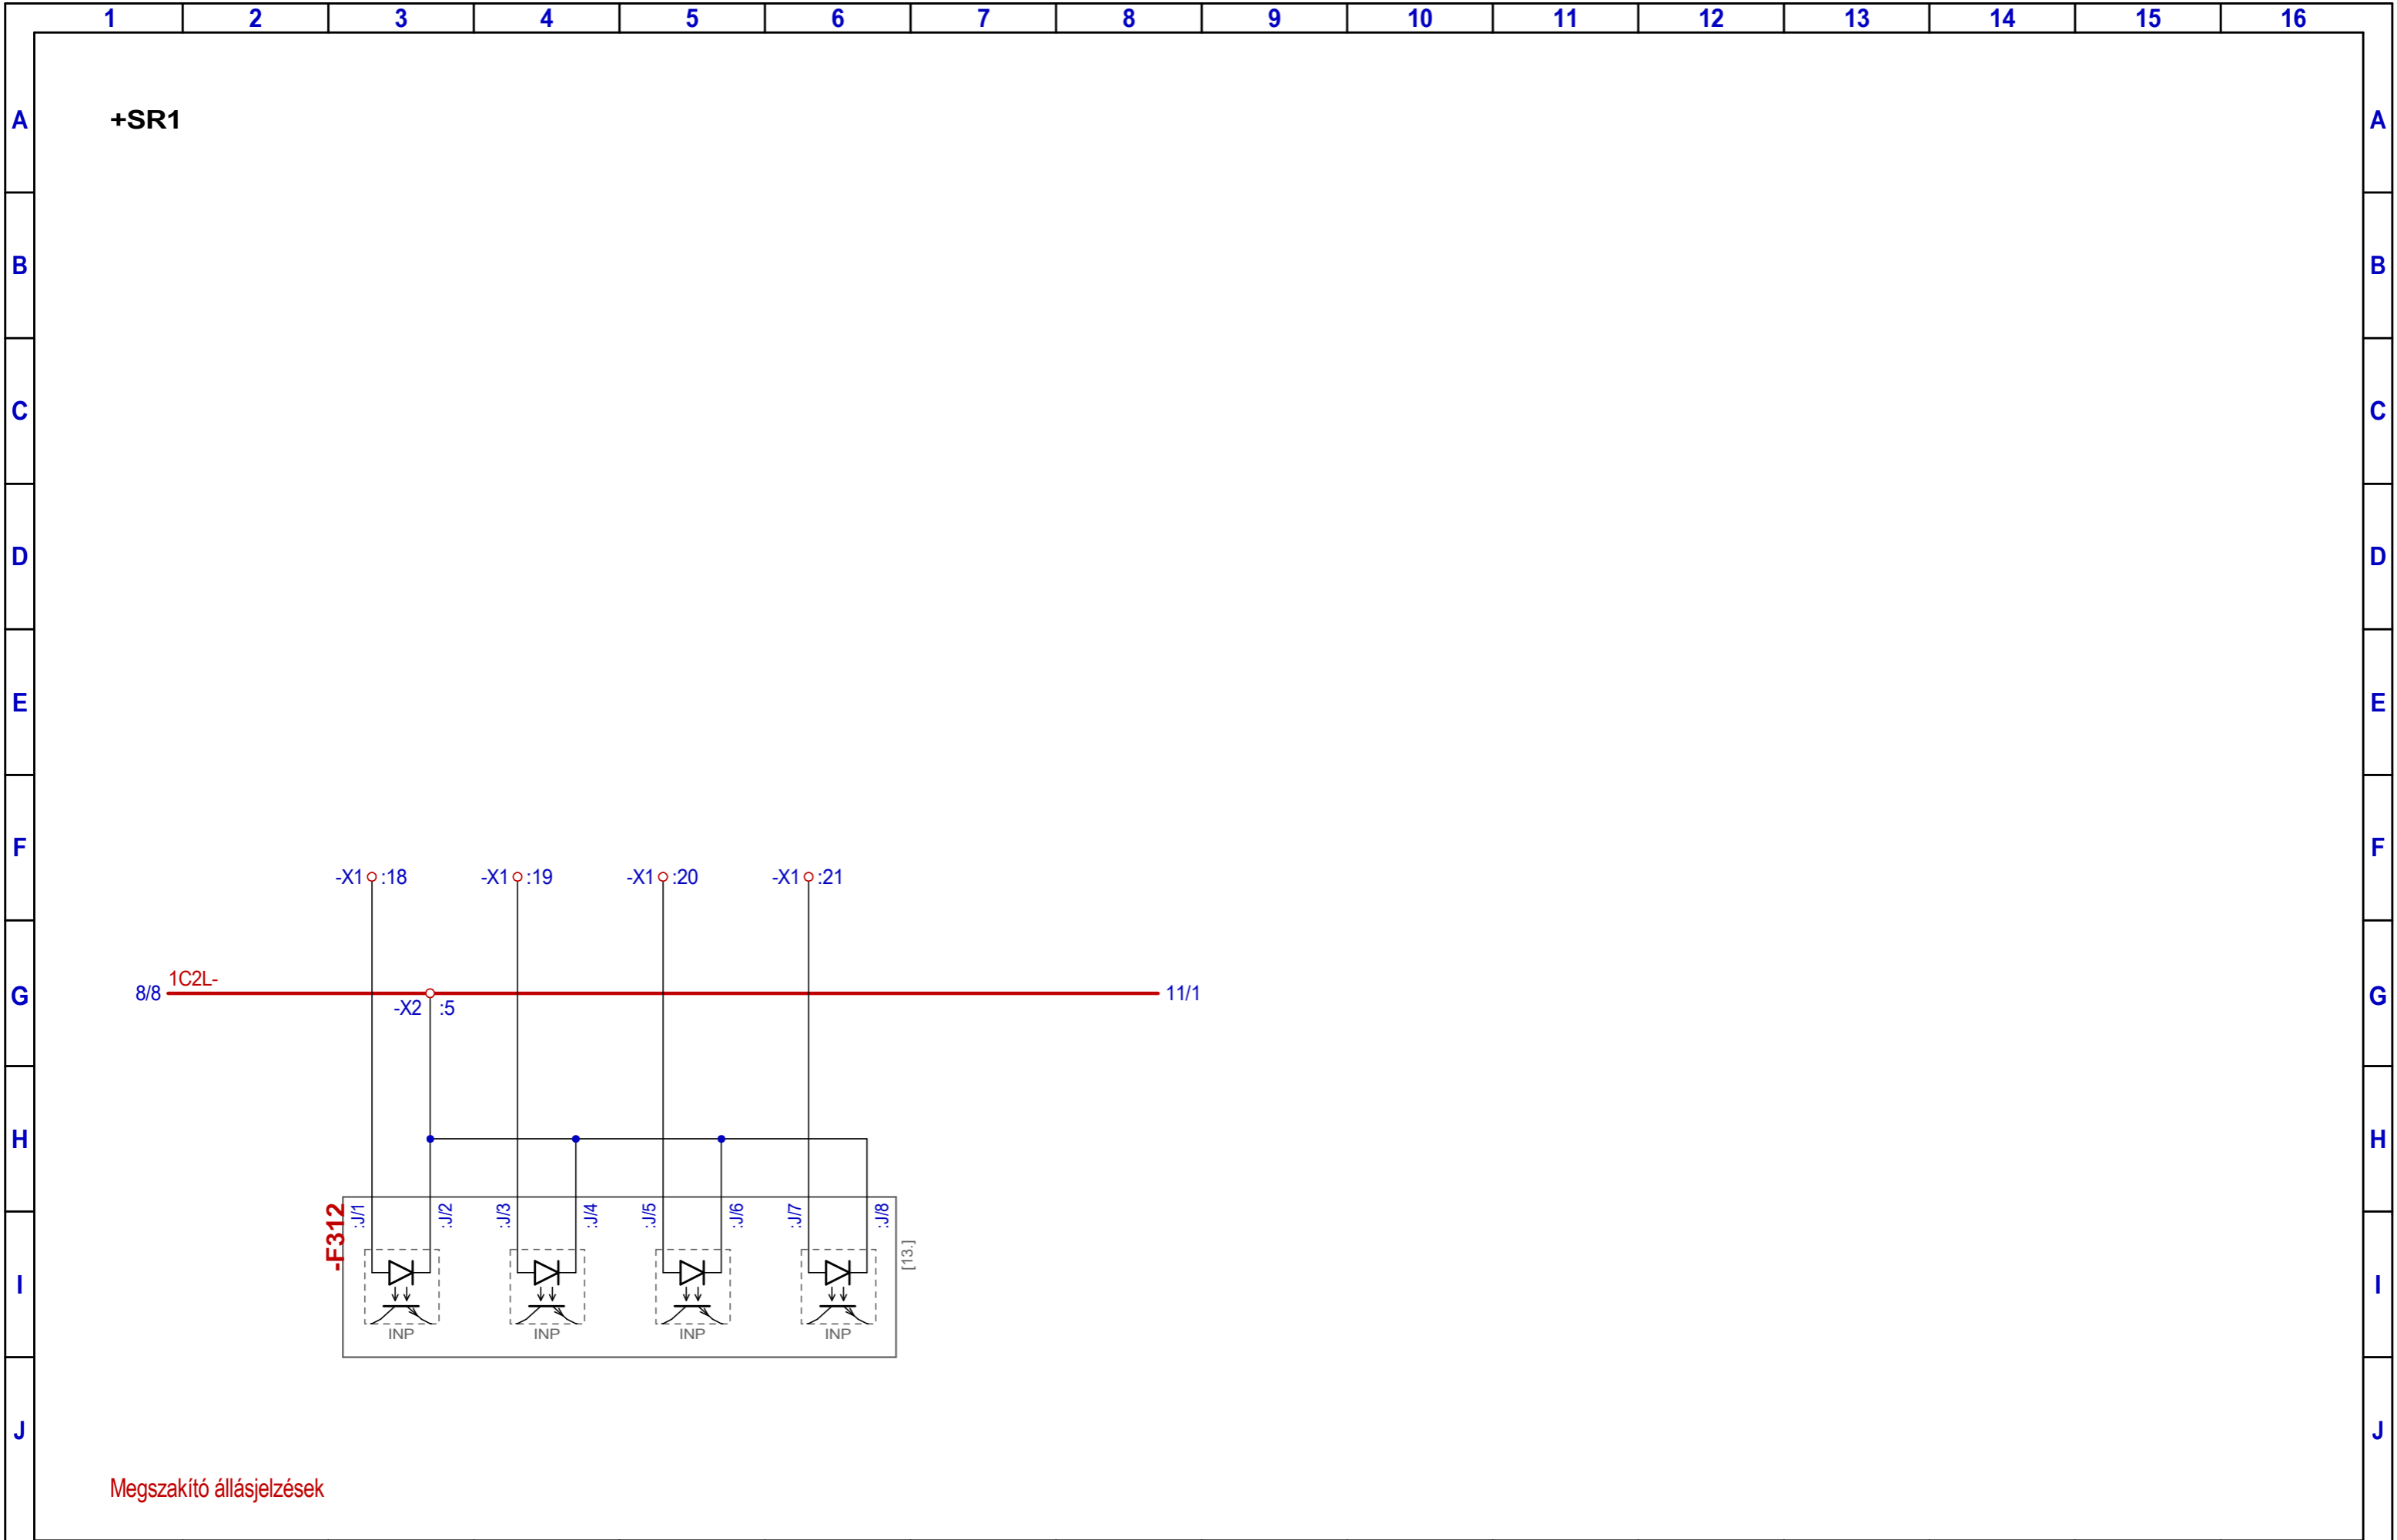 1 2 3 4 5 6 7 8 9 10 11 12 13 14 15 16
A +SR1 A
B B
C C
D D
E E
F F
-X1 :18 -X1 :19 -X1 :20 -X1 :21
1C2L-
G 8/8 11/1 G
-X2 :5
H H
-F312 :J/1 :J/2 :J/3 :J/4 :J/5 :J/6 :J/7 :J/8
[13.]
I I
INP INP INP INP
J J
Megszakító állásjelzések